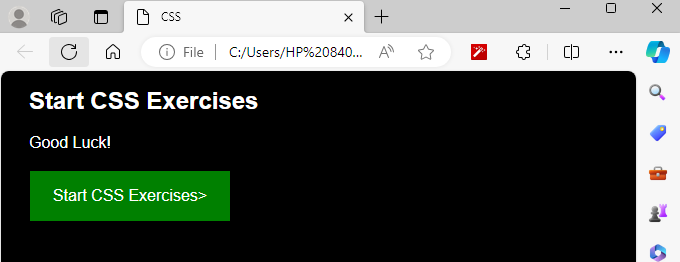 CSS
File
C:/Users/HP%20840...
A
Start CSS Exercises
Good Luck!
Start CSS Exercises>